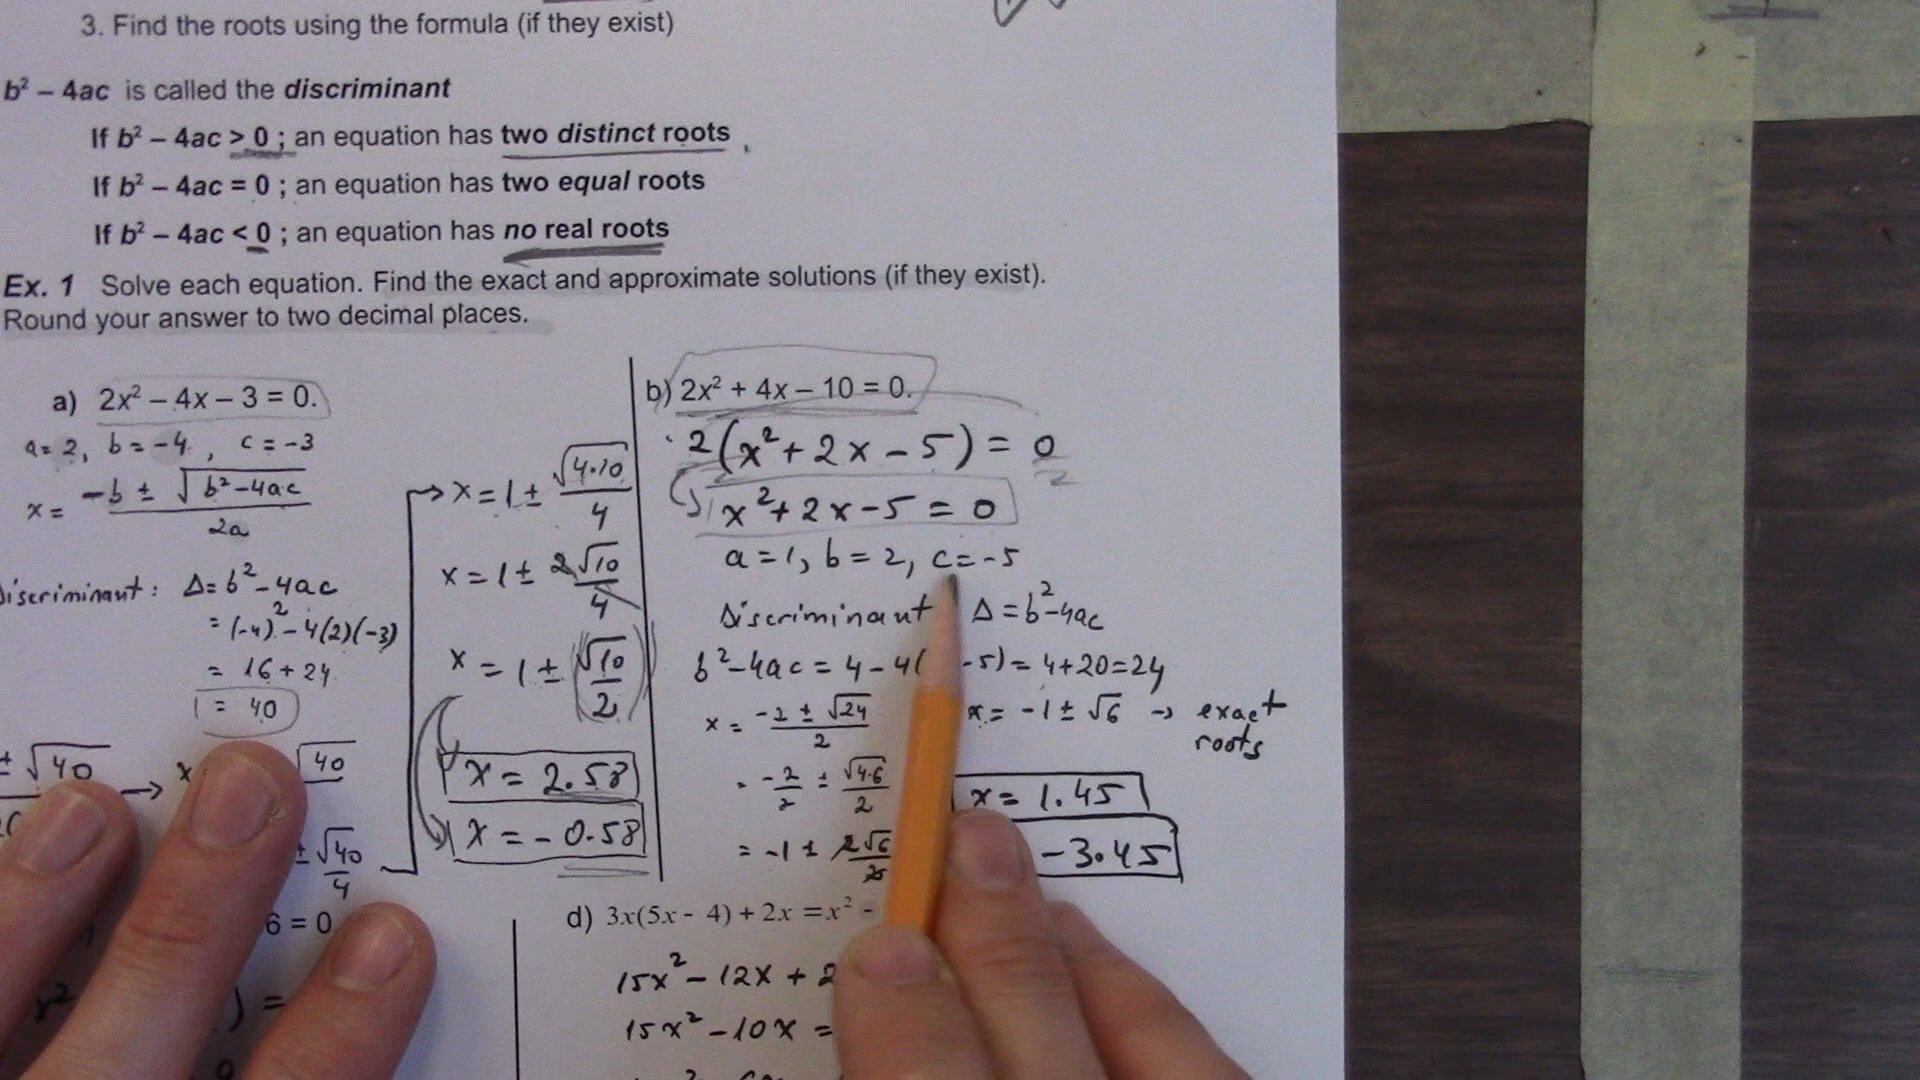 3. Find the roots using the formula (if they exist)
b² – 4ac is called the discriminant
If b² – 4ac > 0 ; an equation has two distinct roots
If b² – 4ac = 0 ; an equation has two equal roots
If b² – 4ac < 0 ; an equation has no real roots
Ex. 1 Solve each equation. Find the exact and approximate solutions (if they exist).
Round your answer to two decimal places.
a) 2x² – 4x – 3 = 0.
a = 2, b = -4, c = -3
x = -b ± √b²-4ac / 2a
Discriminant: Δ = b² - 4ac
= (-4)² - 4(2)(-3)
= 16 + 24
= 40
± √40 → x
√40
± √40 / 4
→ x = 1 ± √4·10 / 4
x = 1 ± 2√10 / 4
x = 1 ± √10 / 2
x = 2.58
x = -0.58
b) 2x² + 4x – 10 = 0.
2(x² + 2x - 5) = 0
x² + 2x - 5 = 0
a = 1, b = 2, c = -5
Discriminant Δ = b² - 4ac
b² - 4ac = 4 - 4( -5) = 4 + 20 = 24
x = -2 ± √24 / 2
= -2/2 ± √4·6 / 2
= -1 ± 2√6 / 2
x = -1 ± √6 → exact
roots
x = 1.45
-3.45
6 = 0
x² ) =
d) 3x(5x - 4) + 2x = x² -
15x² - 12x + 2
15x² - 10x =